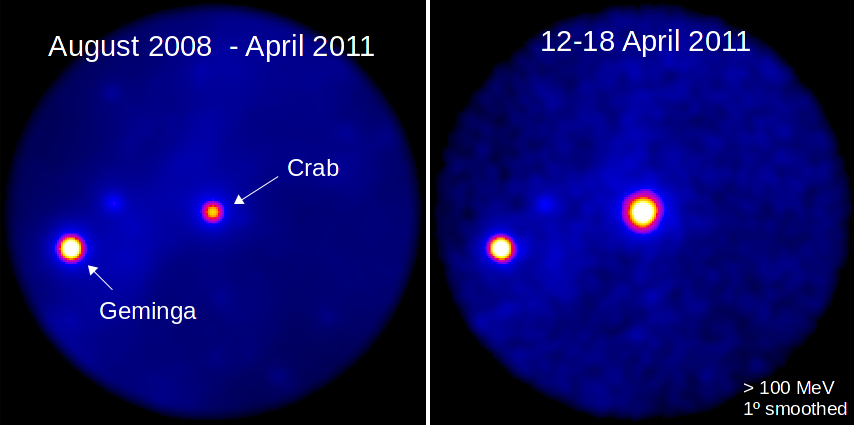 August 2008  - April 2011
Crab
Geminga
12-18 April 2011
> 100 MeV
1º smoothed